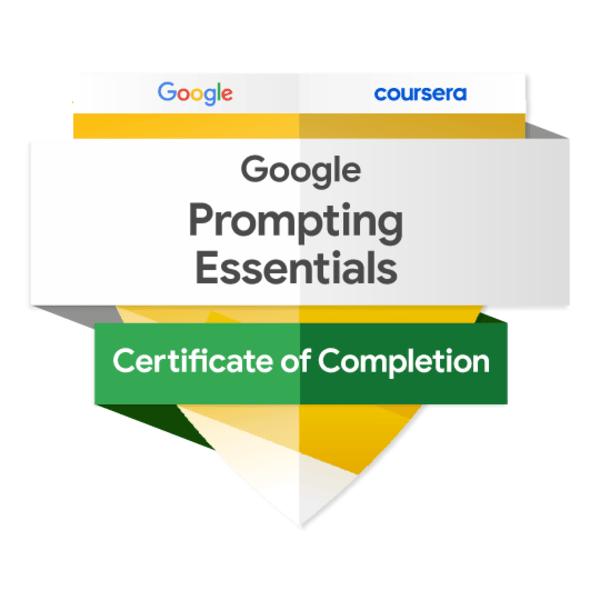 Google coursera
Google
Prompting
Essentials
Certificate of Completion